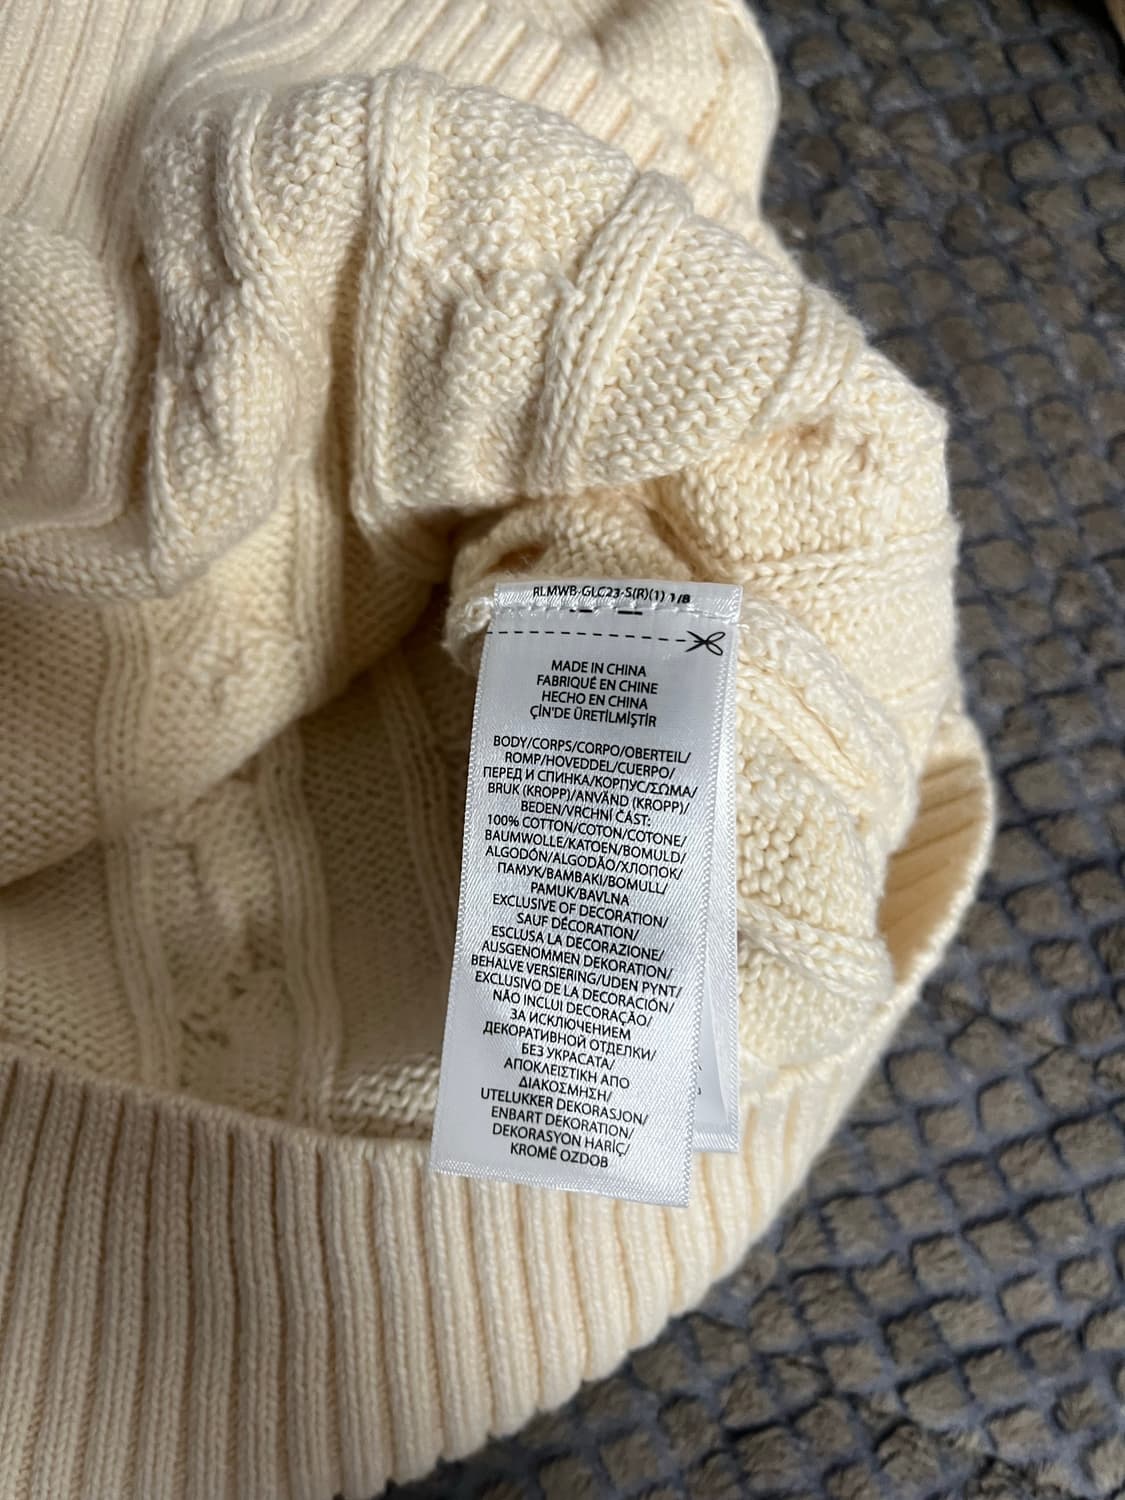 RLMWB-GLC23-S(R)(1) 1/8
MADE IN CHINA
FABRIQUÉ EN CHINE
HECHO EN CHINA
ÇİN'DE ÜRETİLMİŞTİR
BODY/CORPS/CORPO/OBERTEIL/
ROMP/HOVEDDEL/CUERPO/
ПЕРЕД И СПИНКА/КОРПУС/ΣΩΜΑ/
BRUK (KROPP)/ANVÄND (KROPP)/
BEDEN/VRCHNÍ ČÁST:
100% COTTON/COTON/COTONE/
BAUMWOLLE/KATOEN/BOMULD/
ALGODÓN/ALGODÃO/ХЛОПОК/
ПАМУК/ΒΑΜΒΑΚΙ/BOMULL/
PAMUK/BAVLNA
EXCLUSIVE OF DECORATION/
SAUF DÉCORATION/
ESCLUSA LA DECORAZIONE/
AUSGENOMMEN DEKORATION/
BEHALVE VERSIERING/UDEN PYNT/
EXCLUSIVO DE LA DECORACIÓN/
NÃO INCLUI DECORAÇÃO/
ЗА ИСКЛЮЧЕНИЕМ
ДЕКОРАТИВНОЙ ОТДЕЛКИ/
БЕЗ УКРАСАТА/
ΑΠΟΚΛΕΙΣΤΙΚΗ ΑΠΟ
ΔΙΑΚΟΣΜΗΣΗ/
UTELUKKER DEKORASJON/
ENBART DEKORATION/
DEKORASYON HARİÇ/
KROMĚ OZDOB